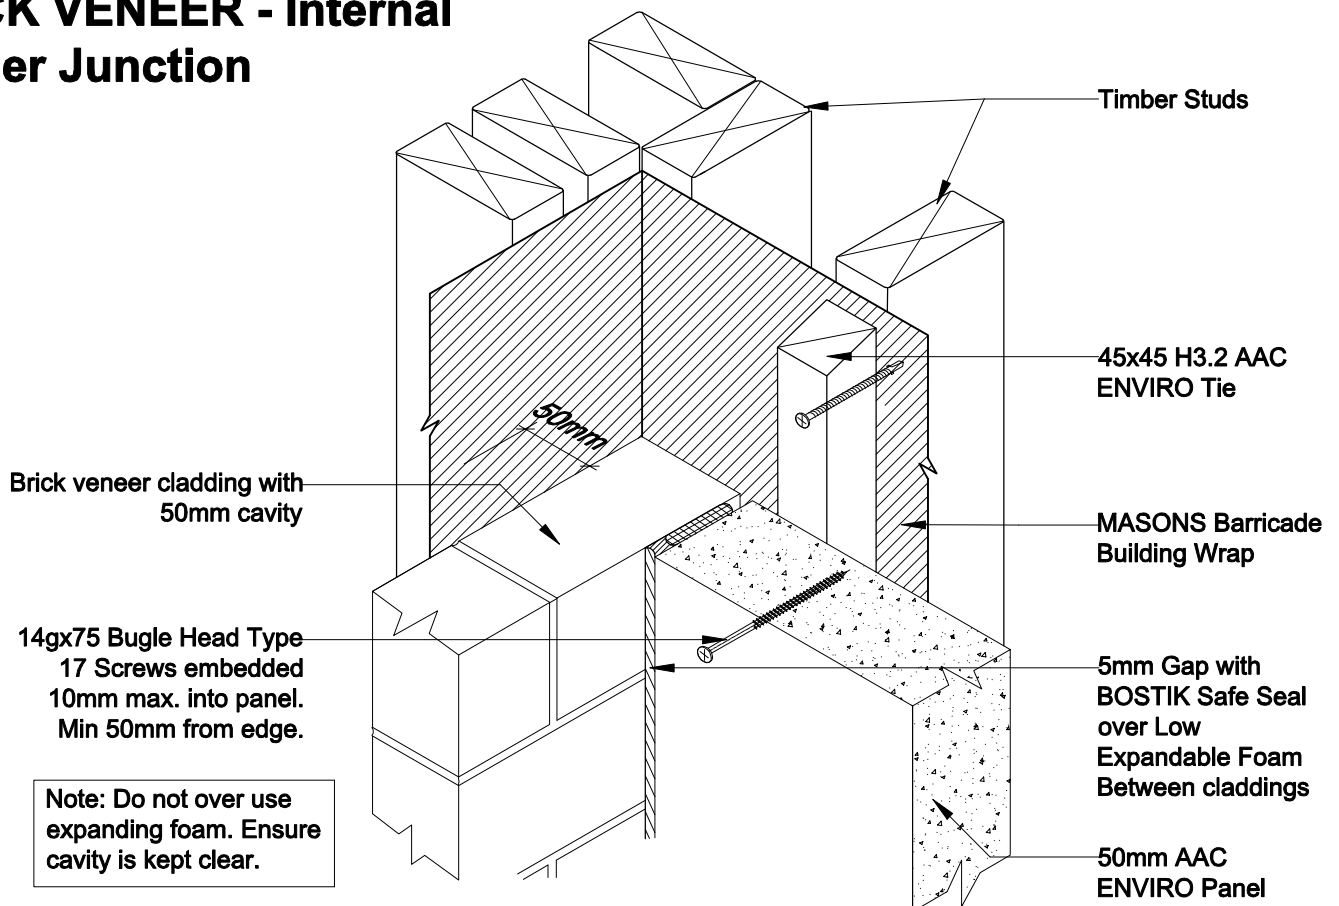 CK VENEER - Internal
er Junction
Timber Studs
45x45 H3.2 AAC
ENVIRO Tie
50mm
Brick veneer cladding with
50mm cavity
MASONS Barricade
Building Wrap
14gx75 Bugle Head Type
17 Screws embedded
10mm max. into panel.
Min 50mm from edge.
5mm Gap with
BOSTIK Safe Seal
over Low
Expandable Foam
Between claddings
Note: Do not over use
expanding foam. Ensure
cavity is kept clear.
50mm AAC
ENVIRO Panel